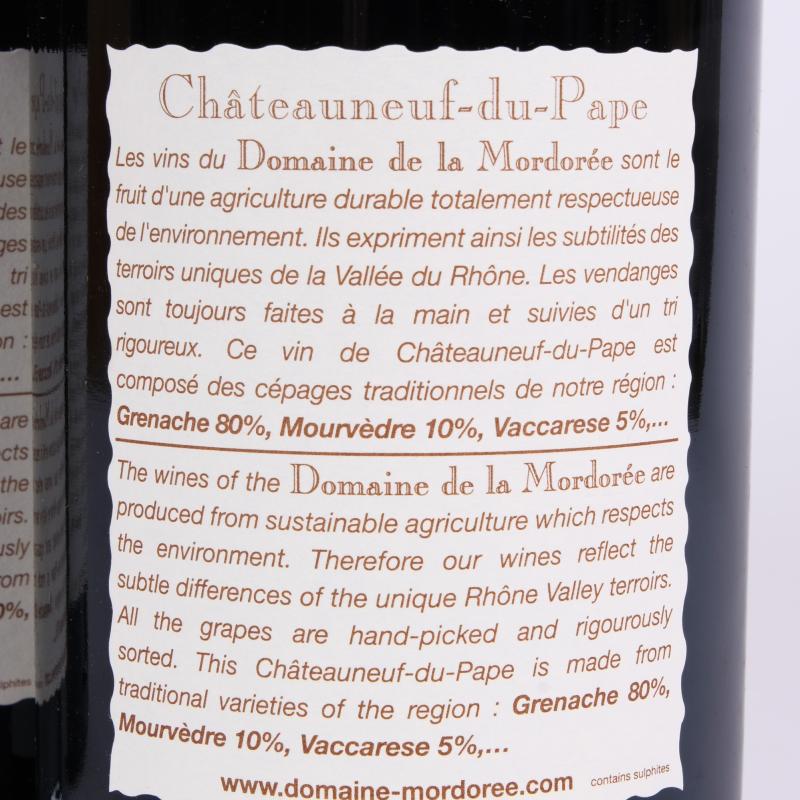 Châteauneuf-du-Pape
Les vins du Domaine de la Mordorée sont le
fruit d'une agriculture durable totalement respectueuse
de l'environnement. Ils expriment ainsi les subtilités des
terroirs uniques de la Vallée du Rhône. Les vendanges
sont toujours faites à la main et suivies d'un tri
rigoureux. Ce vin de Châteauneuf-du-Pape est
composé des cépages traditionnels de notre région :
Grenache 80%, Mourvèdre 10%, Vaccarese 5%,...
The wines of the Domaine de la Mordorée are
produced from sustainable agriculture which respects
the environment. Therefore our wines reflect the
subtle differences of the unique Rhône Valley terroirs.
All the grapes are hand-picked and rigourously
sorted. This Châteauneuf-du-Pape is made from
traditional varieties of the region : Grenache 80%,
Mourvèdre 10%, Vaccarese 5%,...
www.domaine-mordoree.com contains sulphites